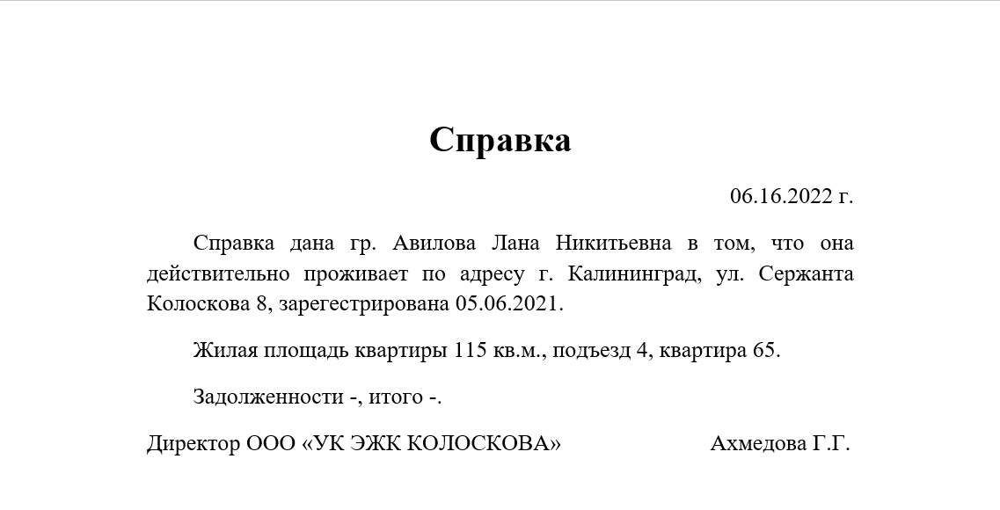 Справка
06.16.2022 г.
Справка дана гр. Авилова Лана Никитьевна в том, что она
действительно проживает по адресу г. Калининград, ул. Сержанта
Колоскова 8, зарегестрирована 05.06.2021.
Жилая площадь квартиры 115 кв.м., подъезд 4, квартира 65.
Задолженности -, итого -.
Директор ООО «УК ЭЖК КОЛОСКОВА» Ахмедова Г.Г.